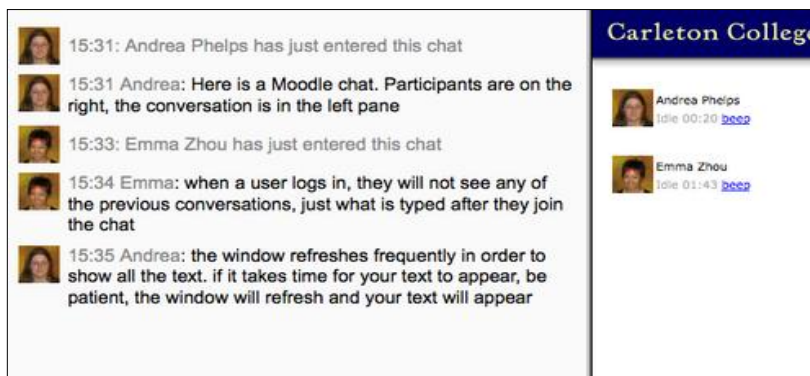 15:31: Andrea Phelps has just entered this chat
15:31 Andrea: Here is a Moodle chat. Participants are on the
right, the conversation is in the left pane
15:33: Emma Zhou has just entered this chat
15:34 Emma: when a user logs in, they will not see any of
the previous conversations, just what is typed after they join
the chat
15:35 Andrea: the window refreshes frequently in order to
show all the text. if it takes time for your text to appear, be
patient, the window will refresh and your text will appear
Carleton College
Andrea Phelps
Idle 00:20 beep
Emma Zhou
Idle 01:43 beep